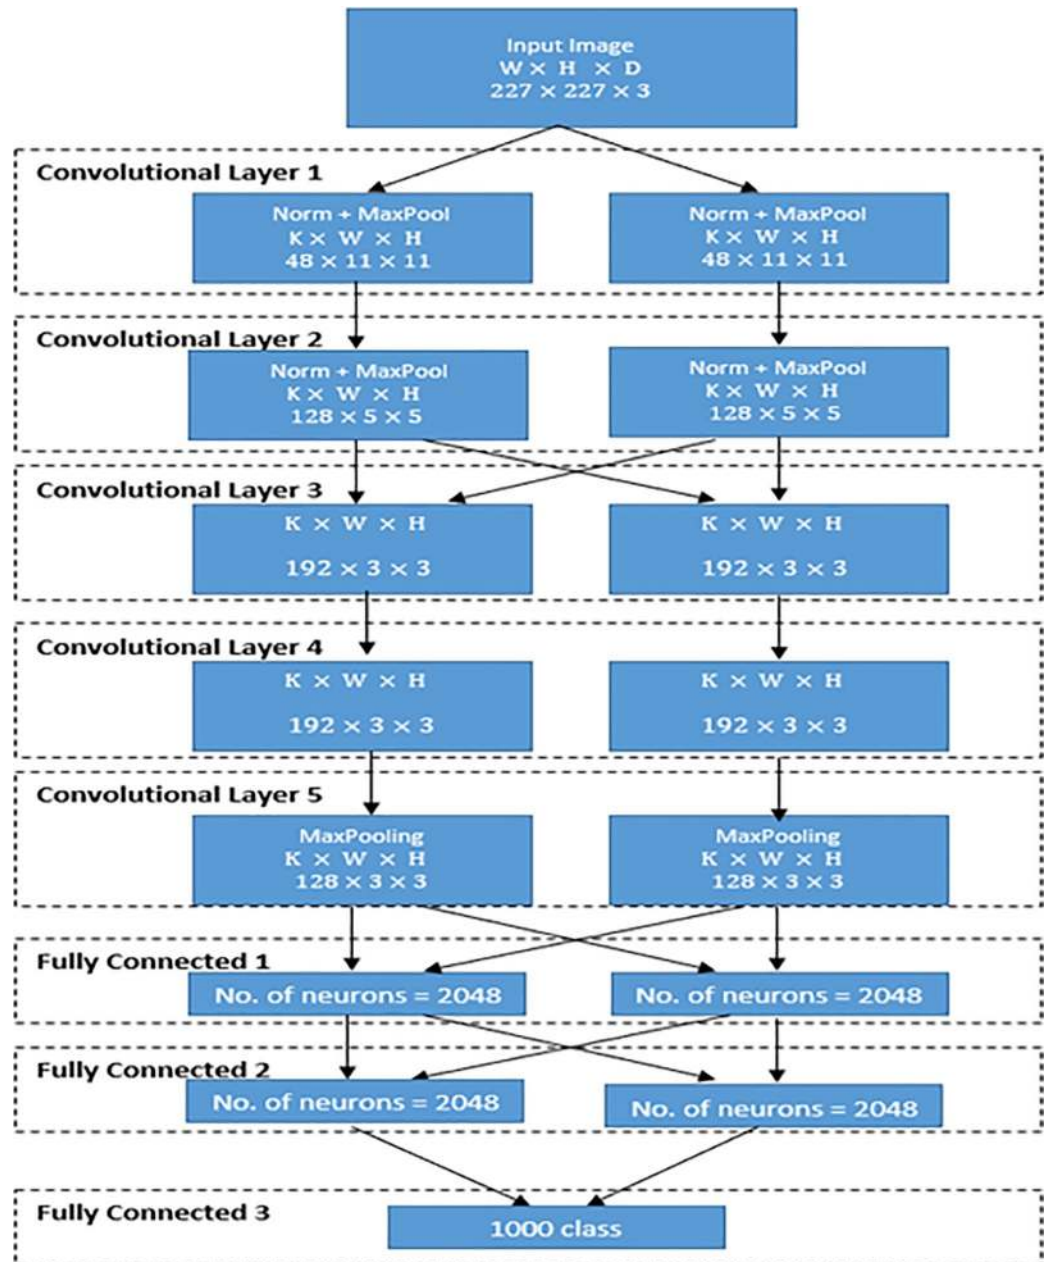 Input Image
W × H × D
227 × 227 × 3
Convolutional Layer 1
Norm + MaxPool
K × W × H
48 × 11 × 11
Norm + MaxPool
K × W × H
48 × 11 × 11
Convolutional Layer 2
Norm + MaxPool
K × W × H
128 × 5 × 5
Norm + MaxPool
K × W × H
128 × 5 × 5
Convolutional Layer 3
K × W × H
192 × 3 × 3
K × W × H
192 × 3 × 3
Convolutional Layer 4
K × W × H
192 × 3 × 3
K × W × H
192 × 3 × 3
Convolutional Layer 5
MaxPooling
K × W × H
128 × 3 × 3
MaxPooling
K × W × H
128 × 3 × 3
Fully Connected 1
No. of neurons = 2048
No. of neurons = 2048
Fully Connected 2
No. of neurons = 2048
No. of neurons = 2048
Fully Connected 3
1000 class